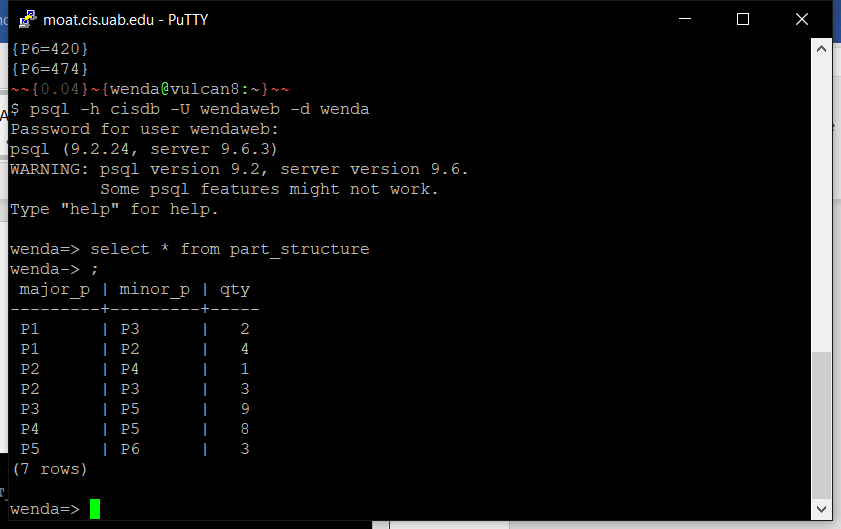 moat.cis.uab.edu - PuTTY
{P6=420}
{P6=474}
~~{0.04}~{wenda@vulcan8:~}~~
$ psql -h cisdb -U wendaweb -d wenda
Password for user wendaweb:
psql (9.2.24, server 9.6.3)
WARNING: psql version 9.2, server version 9.6.
         Some psql features might not work.
Type "help" for help.

wenda=> select * from part_structure
wenda-> ;
 major_p | minor_p | qty
---------+---------+-----
 P1      | P3      |   2
 P1      | P2      |   4
 P2      | P4      |   1
 P2      | P3      |   3
 P3      | P5      |   9
 P4      | P5      |   8
 P5      | P6      |   3
(7 rows)

wenda=>